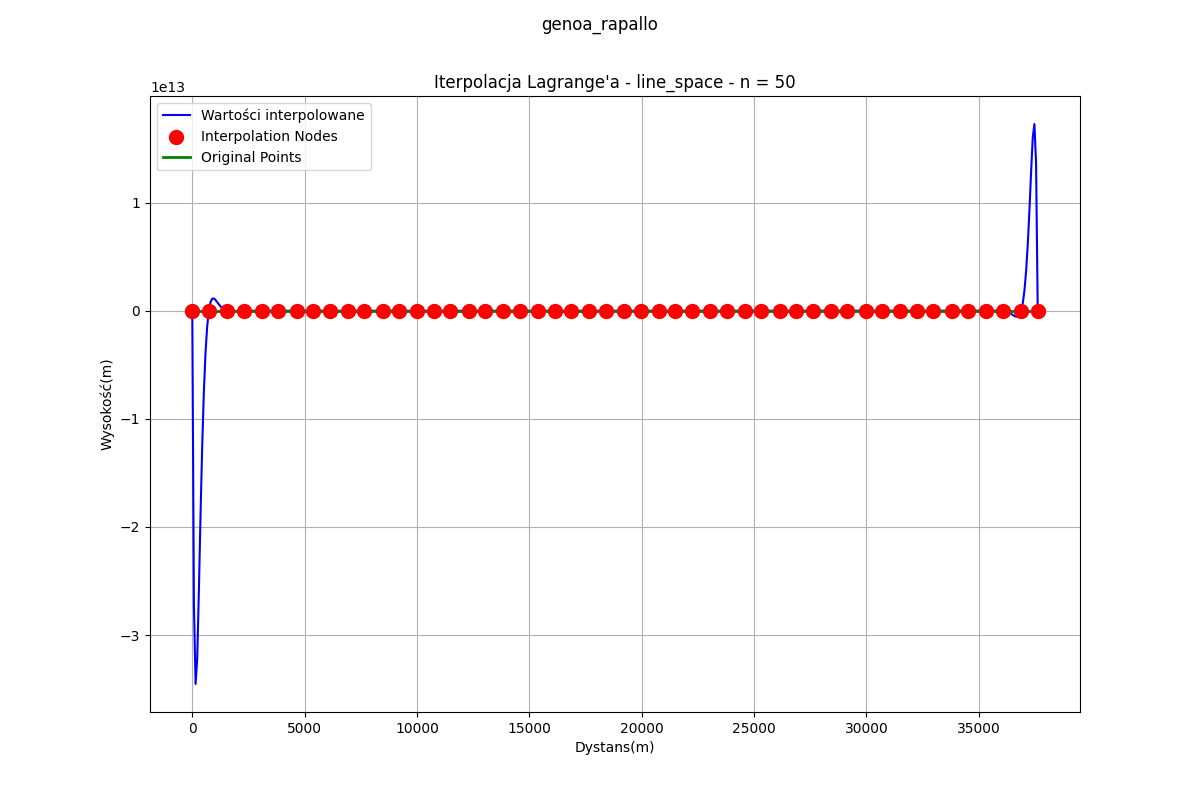 genoa_rapallo
Iterpolacja Lagrange'a - line_space - n = 50
1e13
Wartości interpolowane
Interpolation Nodes
Original Points
1
0
−1
−2
−3
Wysokość(m)
0 5000 10000 15000 20000 25000 30000 35000
Dystans(m)